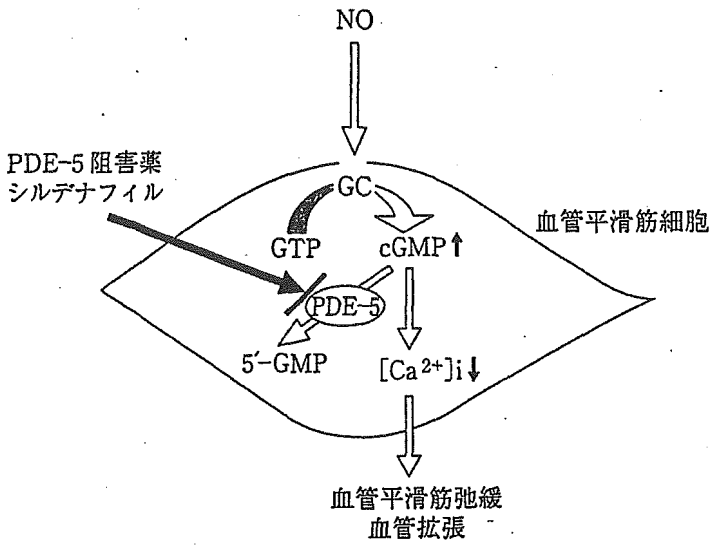 NO
PDE-5阻害薬
シルデナフィル
GC
血管平滑筋細胞
GTP
cGMP↑
PDE-5
5′-GMP
[Ca²⁺]i↓
血管平滑筋弛緩
血管拡張